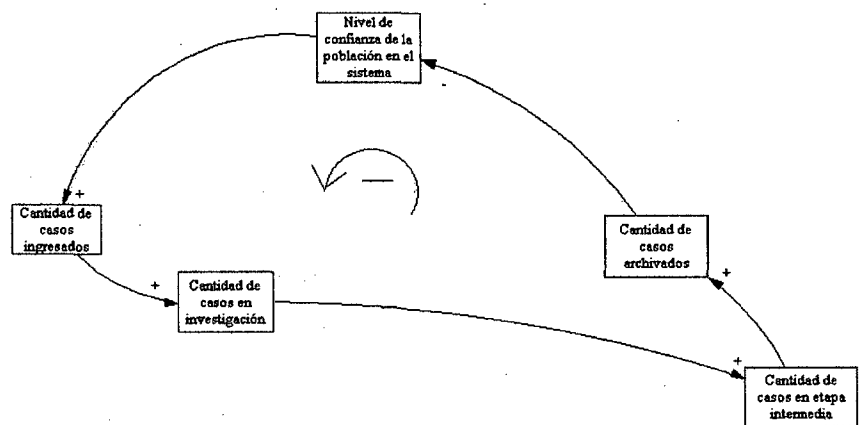 Nivel de
confianza de la
población en el
sistema
+
Cantidad de
casos
ingresados
+
Cantidad de
casos en
investigación
—
Cantidad de
casos
archivados
+
+
Cantidad de
casos en etapa
intermedia